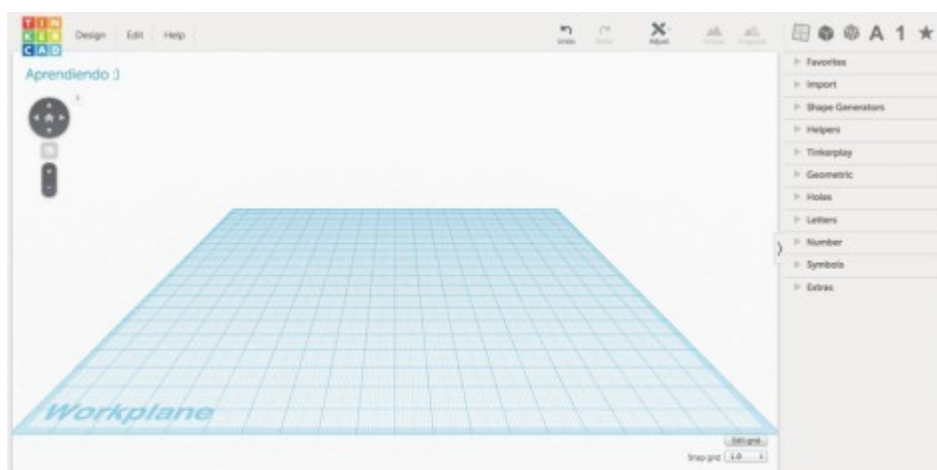 TIN
KER
CAD
Design Edit Help
Undo Redo Adjust Group Ungroup
A 1
Aprendiendo :)
Favorites
Import
Shape Generators
Helpers
Tinkerplay
Geometric
Holes
Letters
Number
Symbols
Extras
Workplane
Edit grid
Snap grid 1.0